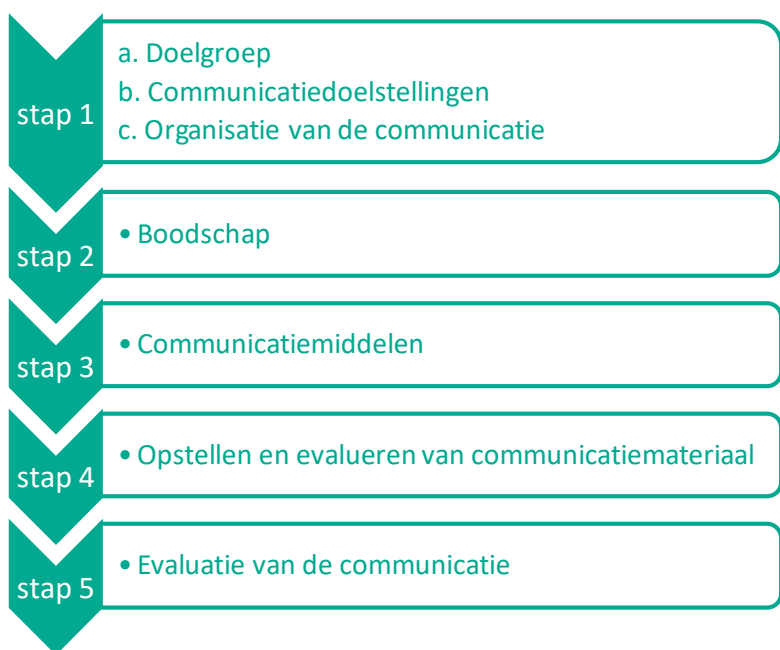 stap 1
a. Doelgroep
b. Communicatiedoelstellingen
c. Organisatie van de communicatie
stap 2
• Boodschap
stap 3
• Communicatiemiddelen
stap 4
• Opstellen en evalueren van communicatiemateriaal
stap 5
• Evaluatie van de communicatie